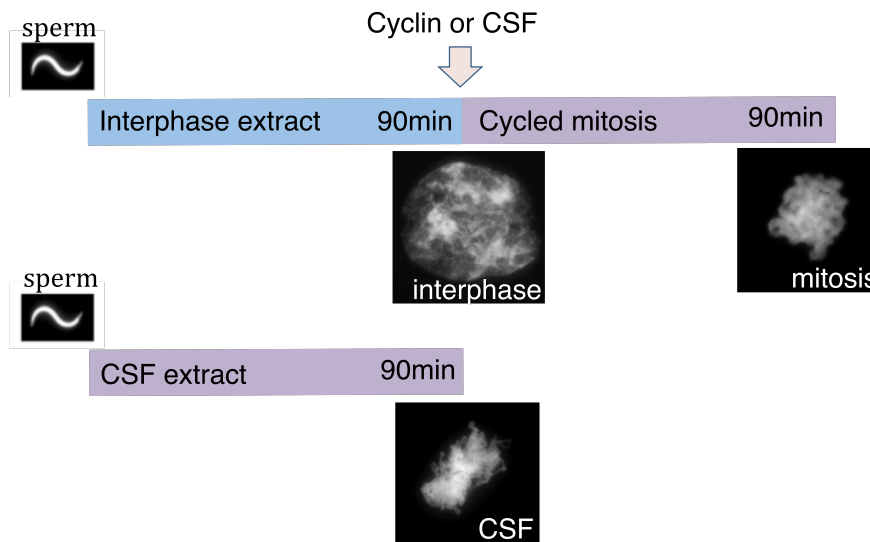 Cyclin or CSF
sperm
Interphase extract 90min Cycled mitosis 90min
interphase
mitosis
sperm
CSF extract 90min
CSF